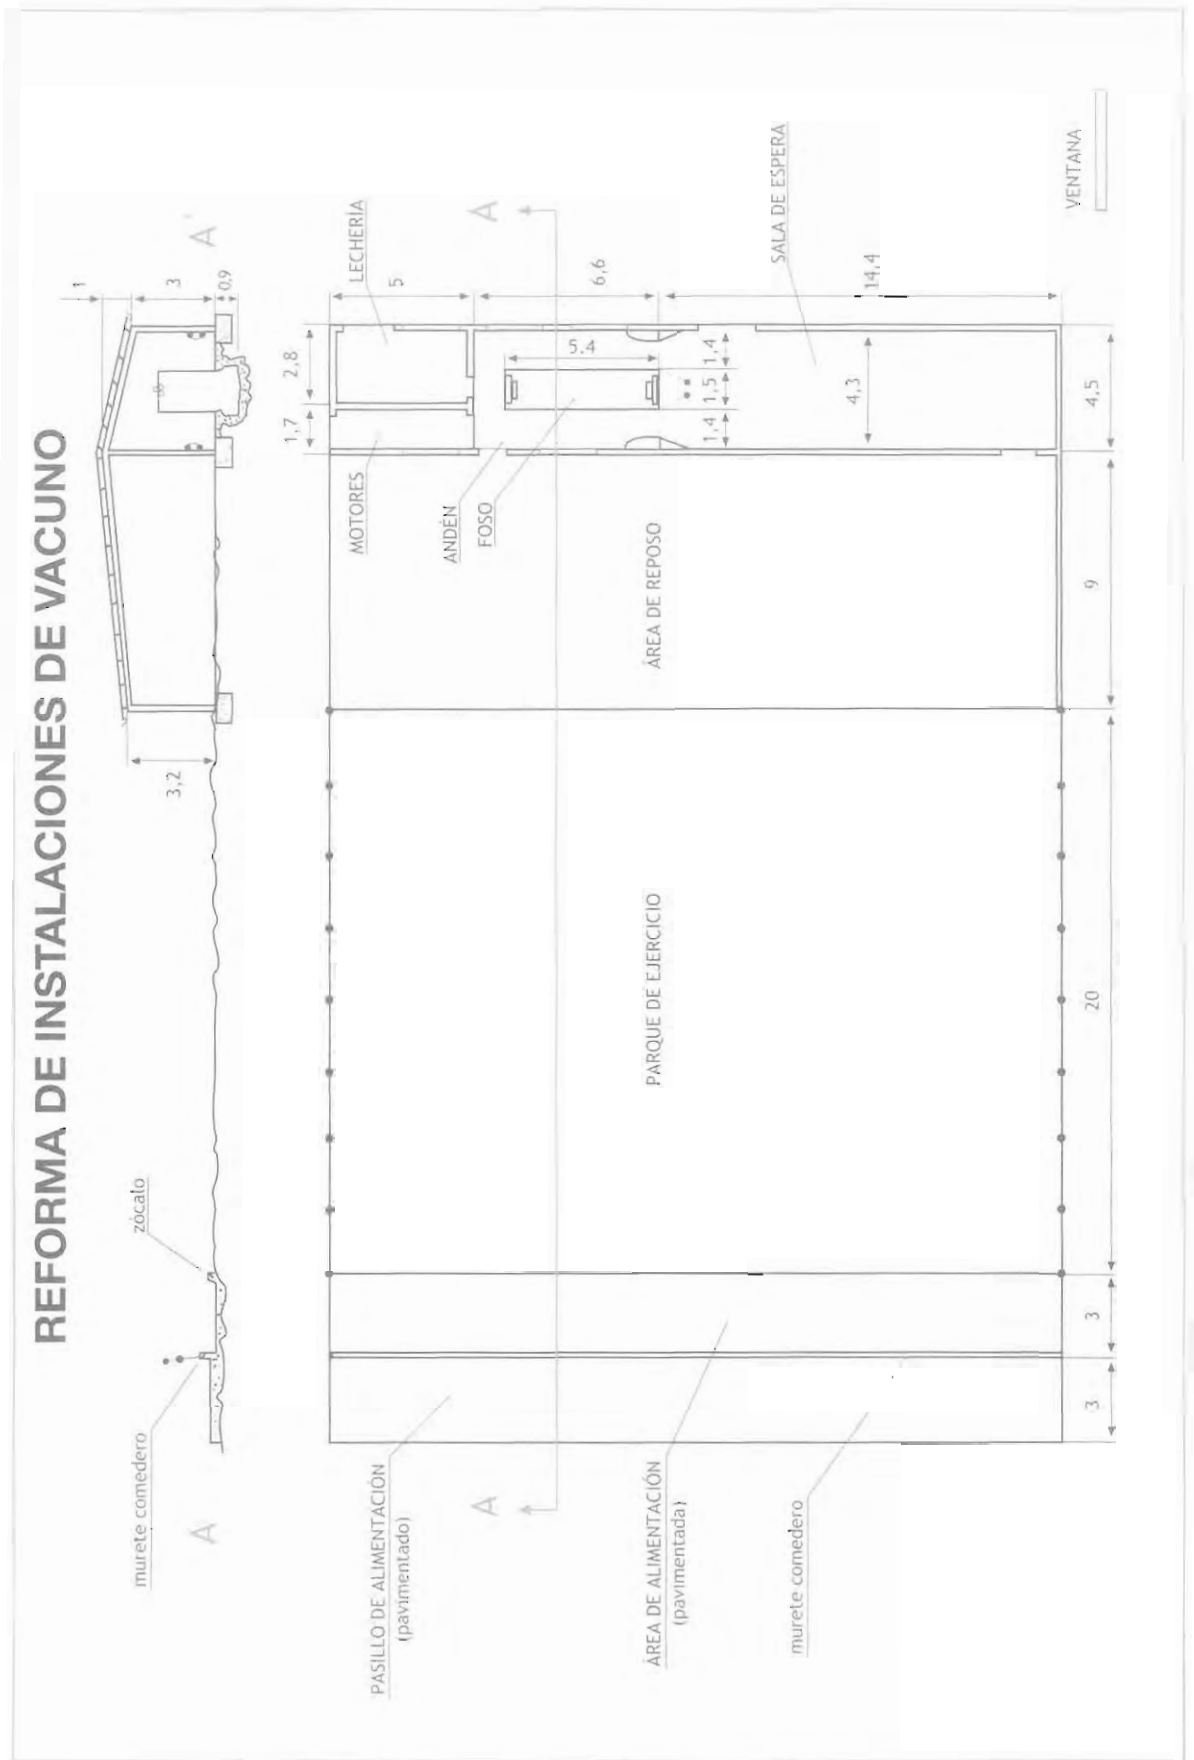 REFORMA DE INSTALACIONES DE VACUNO
murete comedero
zócalo
3,2
1
3
0,9
A
A'
PASILLO DE ALIMENTACIÓN
(pavimentado)
MOTORES
LECHERÍA
1,7
2,8
5
A
A
ANDÉN
FOSO
5.4
6,6
ÁREA DE ALIMENTACIÓN
(pavimentada)
PARQUE DE EJERCICIO
ÁREA DE REPOSO
1,4
1,5
1,4
SALA DE ESPERA
murete comedero
4,3
14,4
3
3
20
9
4,5
VENTANA